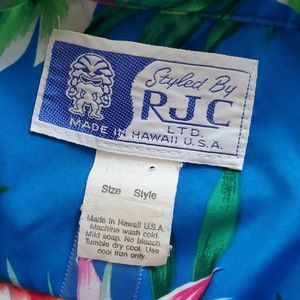 Styled By
RJC
LTD.
MADE IN HAWAII U.S.A.
Size Style
Made in Hawaii U.S.A.
Machine wash cold.
Mild soap. No bleach.
Tumble dry cool. Use
cool iron only.